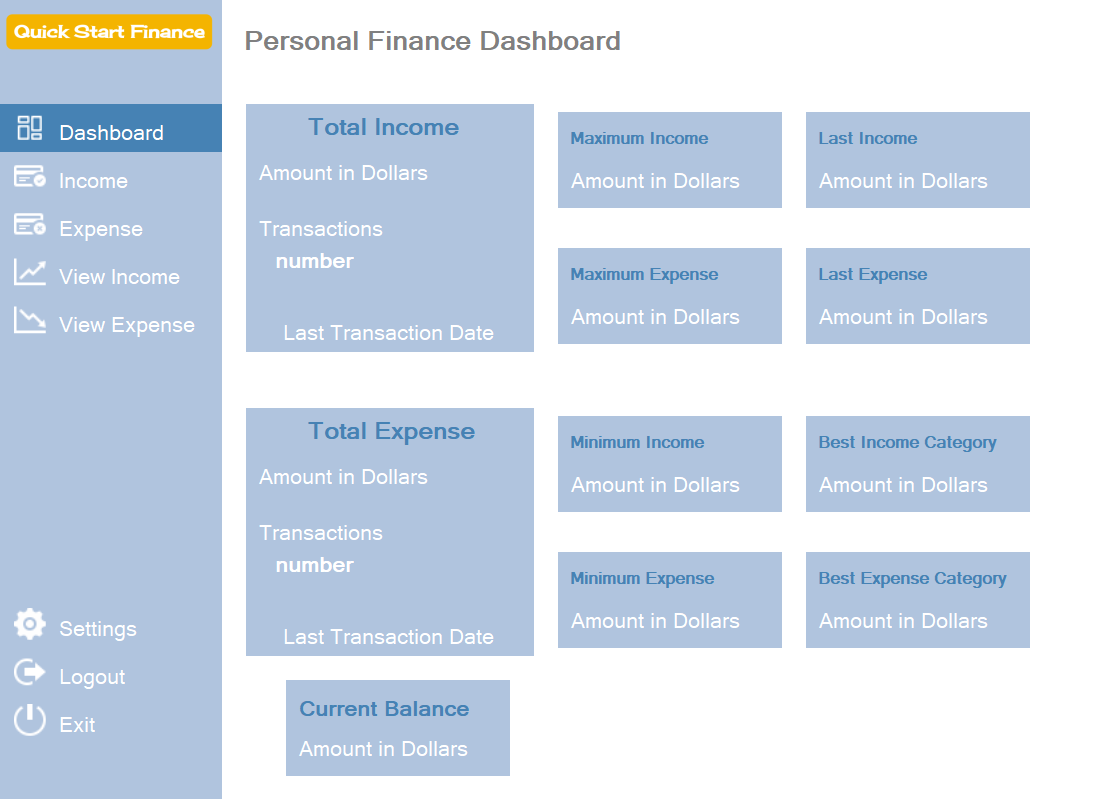 Quick Start Finance
Dashboard
Income
Expense
View Income
View Expense
Settings
Logout
Exit
Personal Finance Dashboard
Total Income
Amount in Dollars
Transactions
number
Last Transaction Date
Maximum Income
Amount in Dollars
Last Income
Amount in Dollars
Maximum Expense
Amount in Dollars
Last Expense
Amount in Dollars
Total Expense
Amount in Dollars
Transactions
number
Last Transaction Date
Minimum Income
Amount in Dollars
Best Income Category
Amount in Dollars
Minimum Expense
Amount in Dollars
Best Expense Category
Amount in Dollars
Current Balance
Amount in Dollars